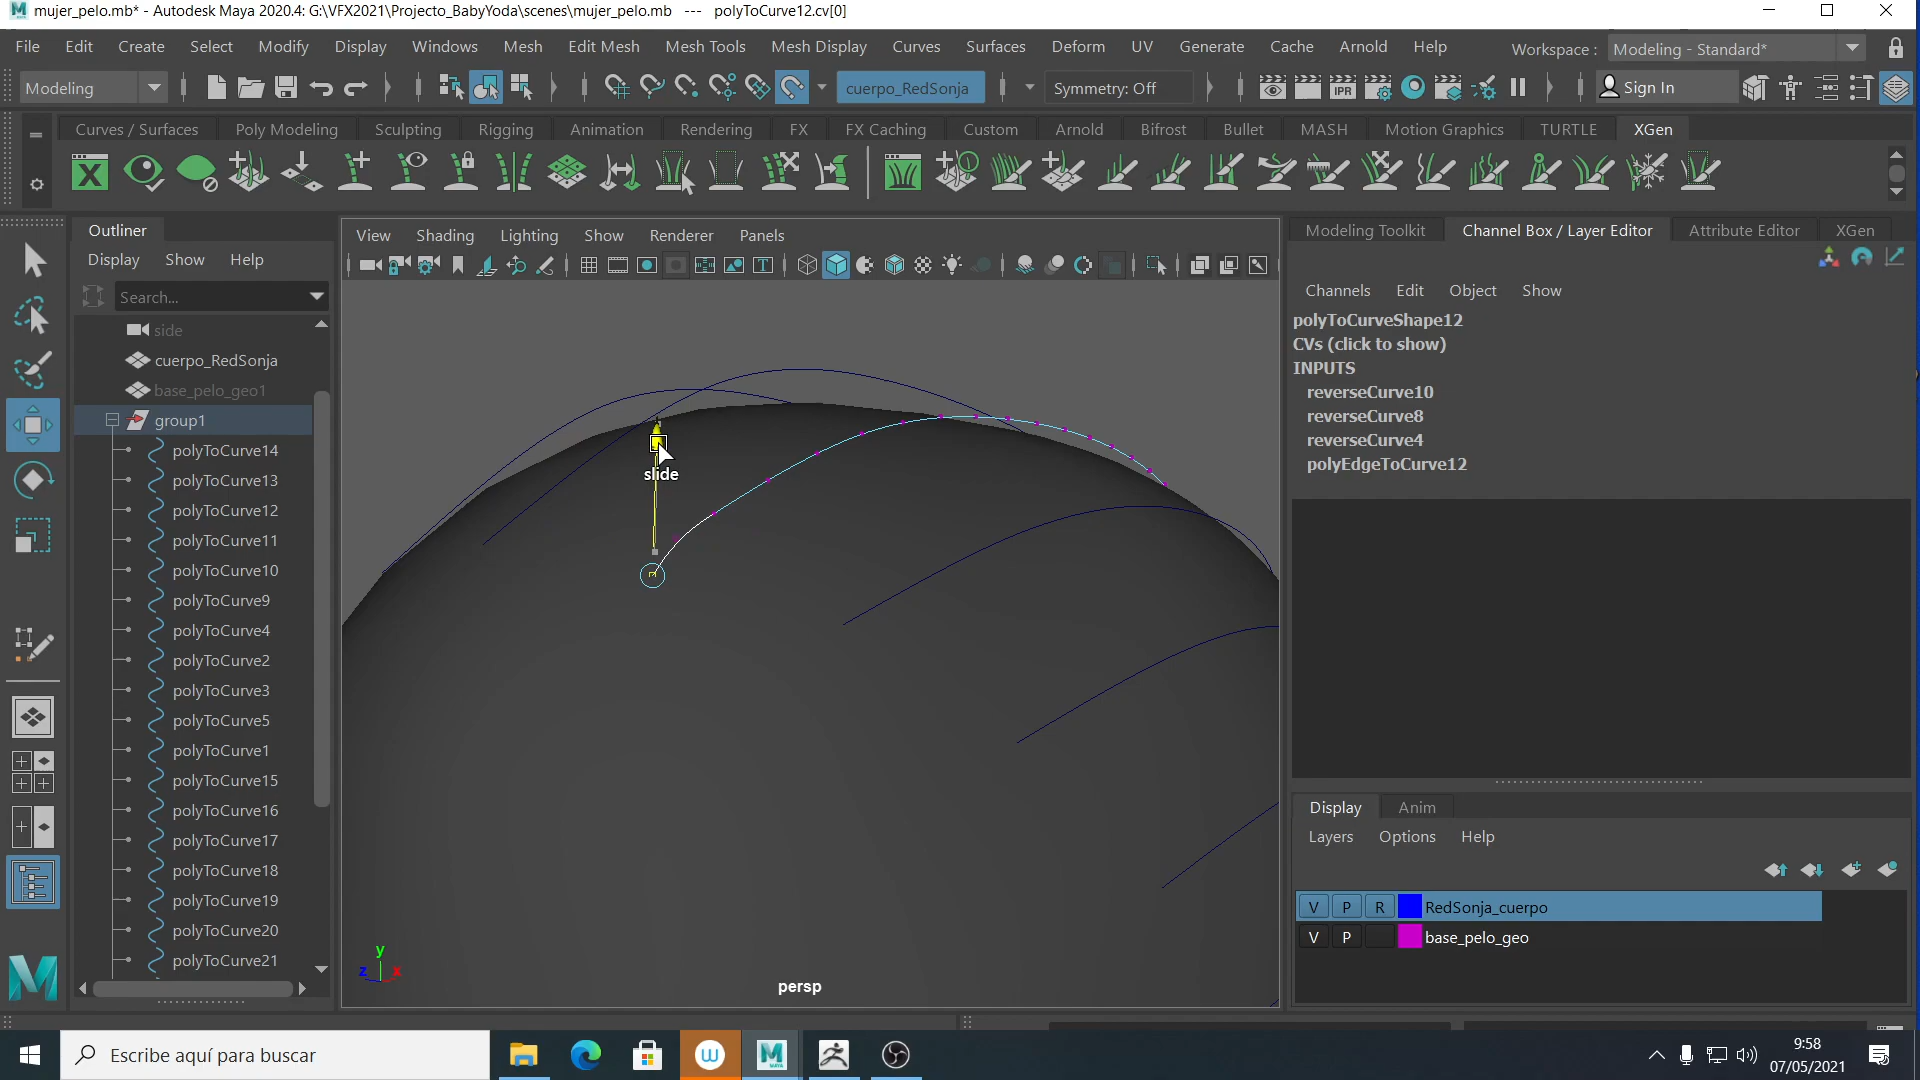 mujer_pelo.mb* - Autodesk Maya 2020.4: G:\VFX2021\Projecto_BabyYoda\scenes\mujer_pelo.mb --- polyToCurve12.cv[0]
File Edit Create Select Modify Display Windows Mesh Edit Mesh Mesh Tools Mesh Display Curves Surfaces Deform UV Generate Cache Arnold Help Workspace : Modeling - Standard*
Modeling cuerpo_RedSonja Symmetry: Off IPR Sign In
Curves / Surfaces Poly Modeling Sculpting Rigging Animation Rendering FX FX Caching Custom Arnold Bifrost Bullet MASH Motion Graphics TURTLE XGen
Outliner
Display Show Help
Search...
side
cuerpo_RedSonja
base_pelo_geo1
group1
polyToCurve14
polyToCurve13
polyToCurve12
polyToCurve11
polyToCurve10
polyToCurve9
polyToCurve4
polyToCurve2
polyToCurve3
polyToCurve5
polyToCurve1
polyToCurve15
polyToCurve16
polyToCurve17
polyToCurve18
polyToCurve19
polyToCurve20
polyToCurve21
View Shading Lighting Show Renderer Panels
slide
y
z x
persp
Modeling Toolkit Channel Box / Layer Editor Attribute Editor XGen
Channels Edit Object Show
polyToCurveShape12
CVs (click to show)
INPUTS
reverseCurve10
reverseCurve8
reverseCurve4
polyEdgeToCurve12
Display Anim
Layers Options Help
V P R RedSonja_cuerpo
V P base_pelo_geo
Escribe aquí para buscar
9:58
07/05/2021